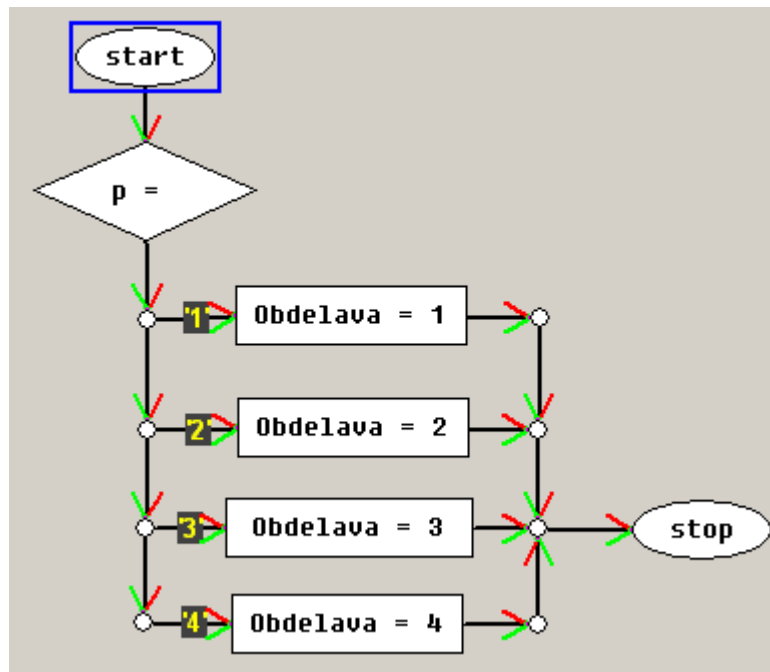 start
p =
'1' Obdelava = 1
'2' Obdelava = 2
'3' Obdelava = 3
stop
'4' Obdelava = 4